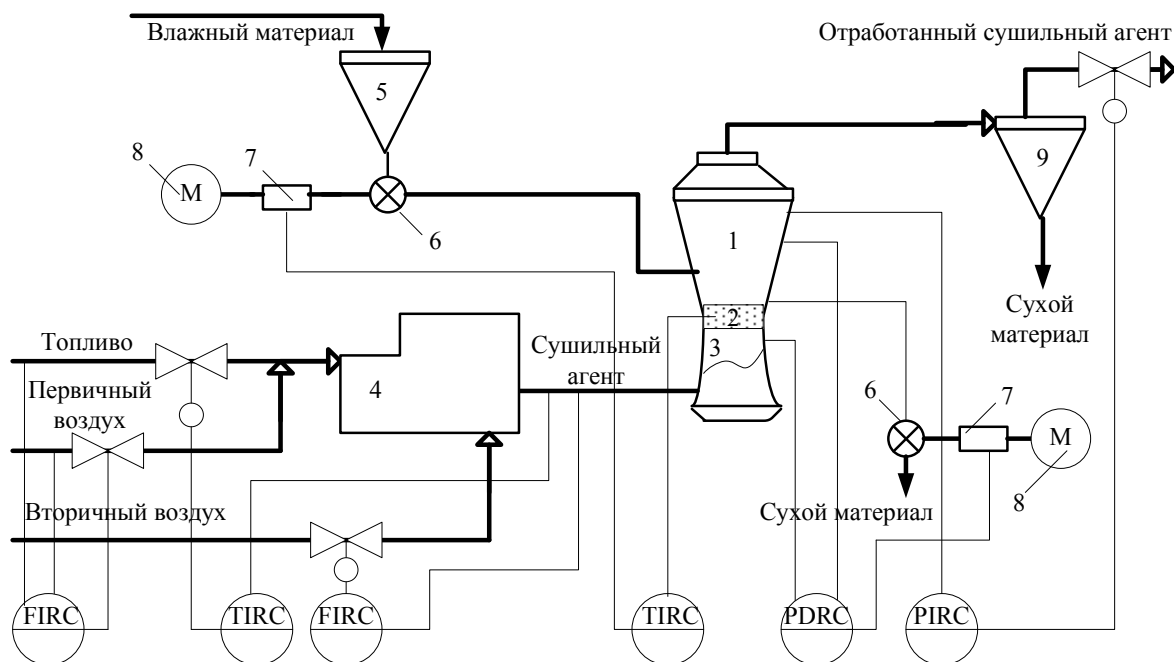 Влажный материал
Отработанный сушильный агент
5
8
7
M
6
9
1
Сухой
материал
Топливо
Сушильный
агент
2
3
Первичный
воздух
4
6
7
M
8
Вторичный воздух
Сухой материал
FIRC
TIRC
FIRC
TIRC
PDRC
PIRC